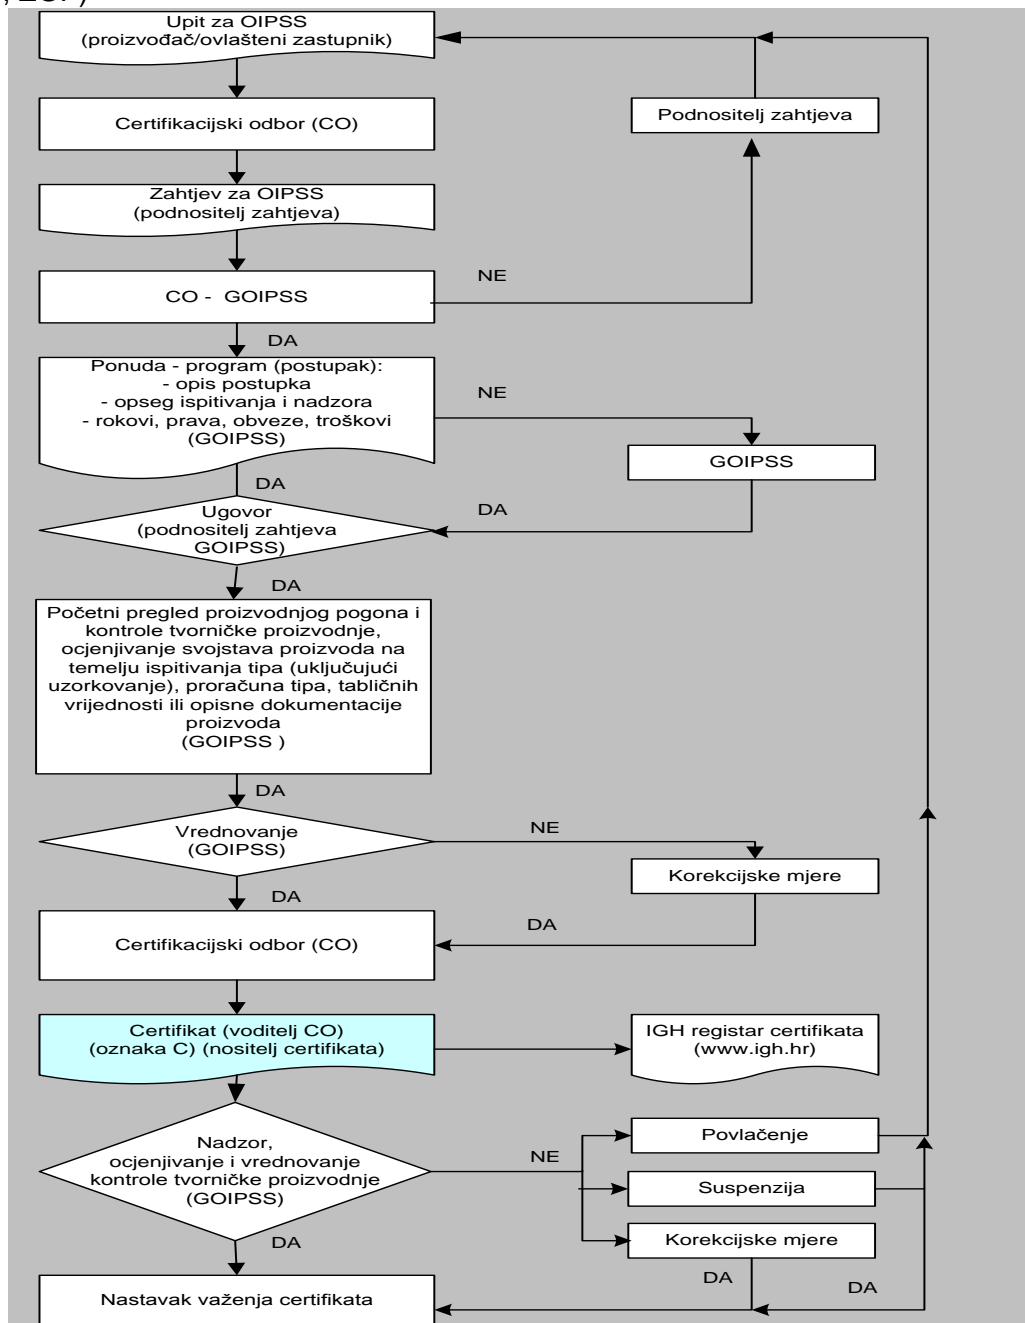 Upit za OIPSS
(proizvođač/ovlašteni zastupnik)
Certifikacijski odbor (CO)
Podnositelj zahtjeva
Zahtjev za OIPSS
(podnositelj zahtjeva)
NE
CO - GOIPSS
DA
Ponuda - program (postupak):
- opis postupka
- opseg ispitivanja i nadzora
- rokovi, prava, obveze, troškovi
(GOIPSS)
NE
GOIPSS
DA
DA
Ugovor
(podnositelj zahtjeva
GOIPSS)
DA
Početni pregled proizvodnjog pogona i
kontrole tvorničke proizvodnje,
ocjenjivanje svojstava proizvoda na
temelju ispitivanja tipa (uključujući
uzorkovanje), proračuna tipa, tabličnih
vrijednosti ili opisne dokumentacije
proizvoda
(GOIPSS )
DA
Vrednovanje
(GOIPSS)
NE
Korekcijske mjere
DA
DA
Certifikacijski odbor (CO)
Certifikat (voditelj CO)
(oznaka C) (nositelj certifikata)
IGH registar certifikata
(www.igh.hr)
Nadzor,
ocjenjivanje i vrednovanje
kontrole tvorničke proizvodnje
(GOIPSS)
NE
Povlačenje
Suspenzija
Korekcijske mjere
DA
DA
DA
Nastavak važenja certifikata